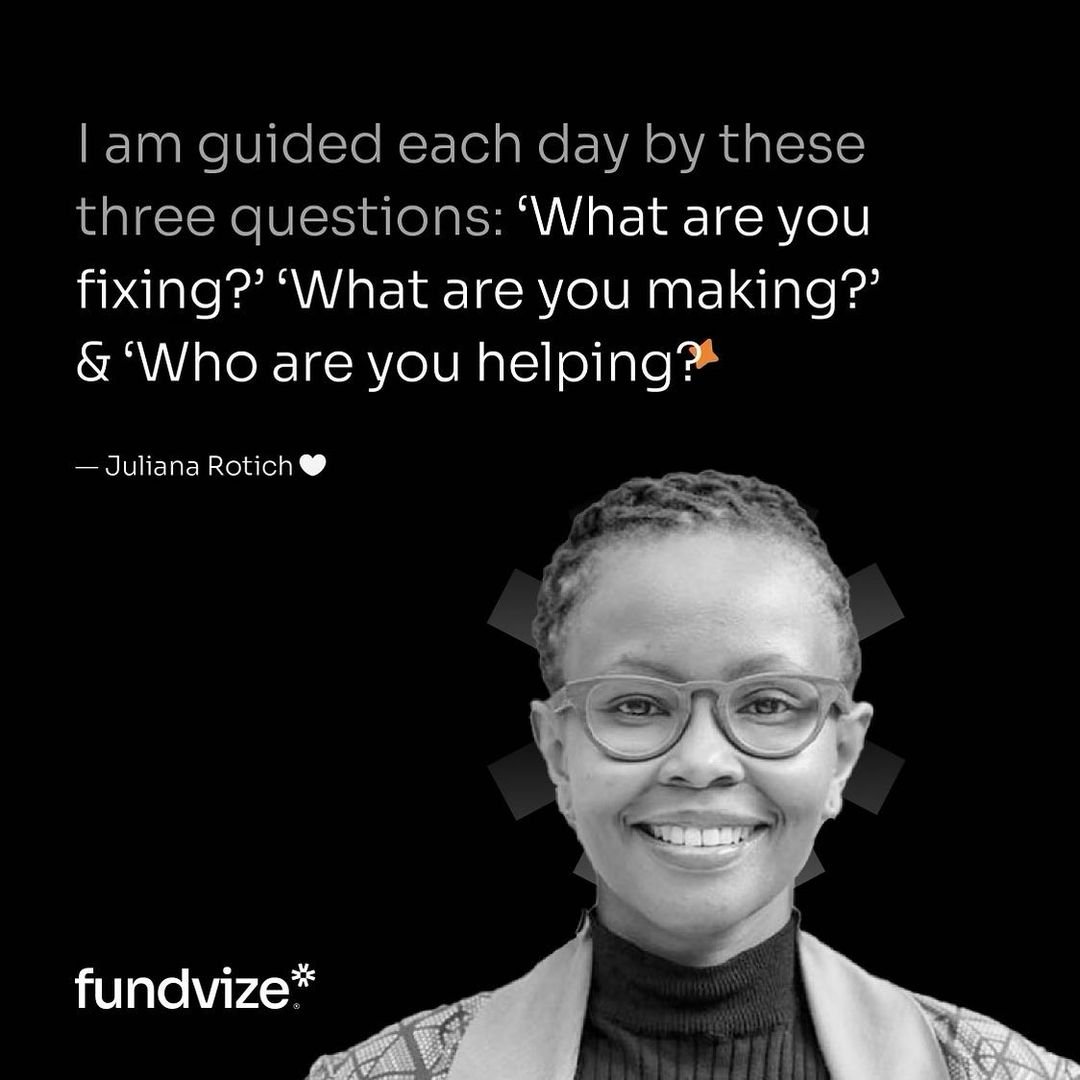 I am guided each day by these
three questions: ‘What are you
fixing?’ ‘What are you making?’
& ‘Who are you helping?
— Juliana Rotich
fundvize*
®